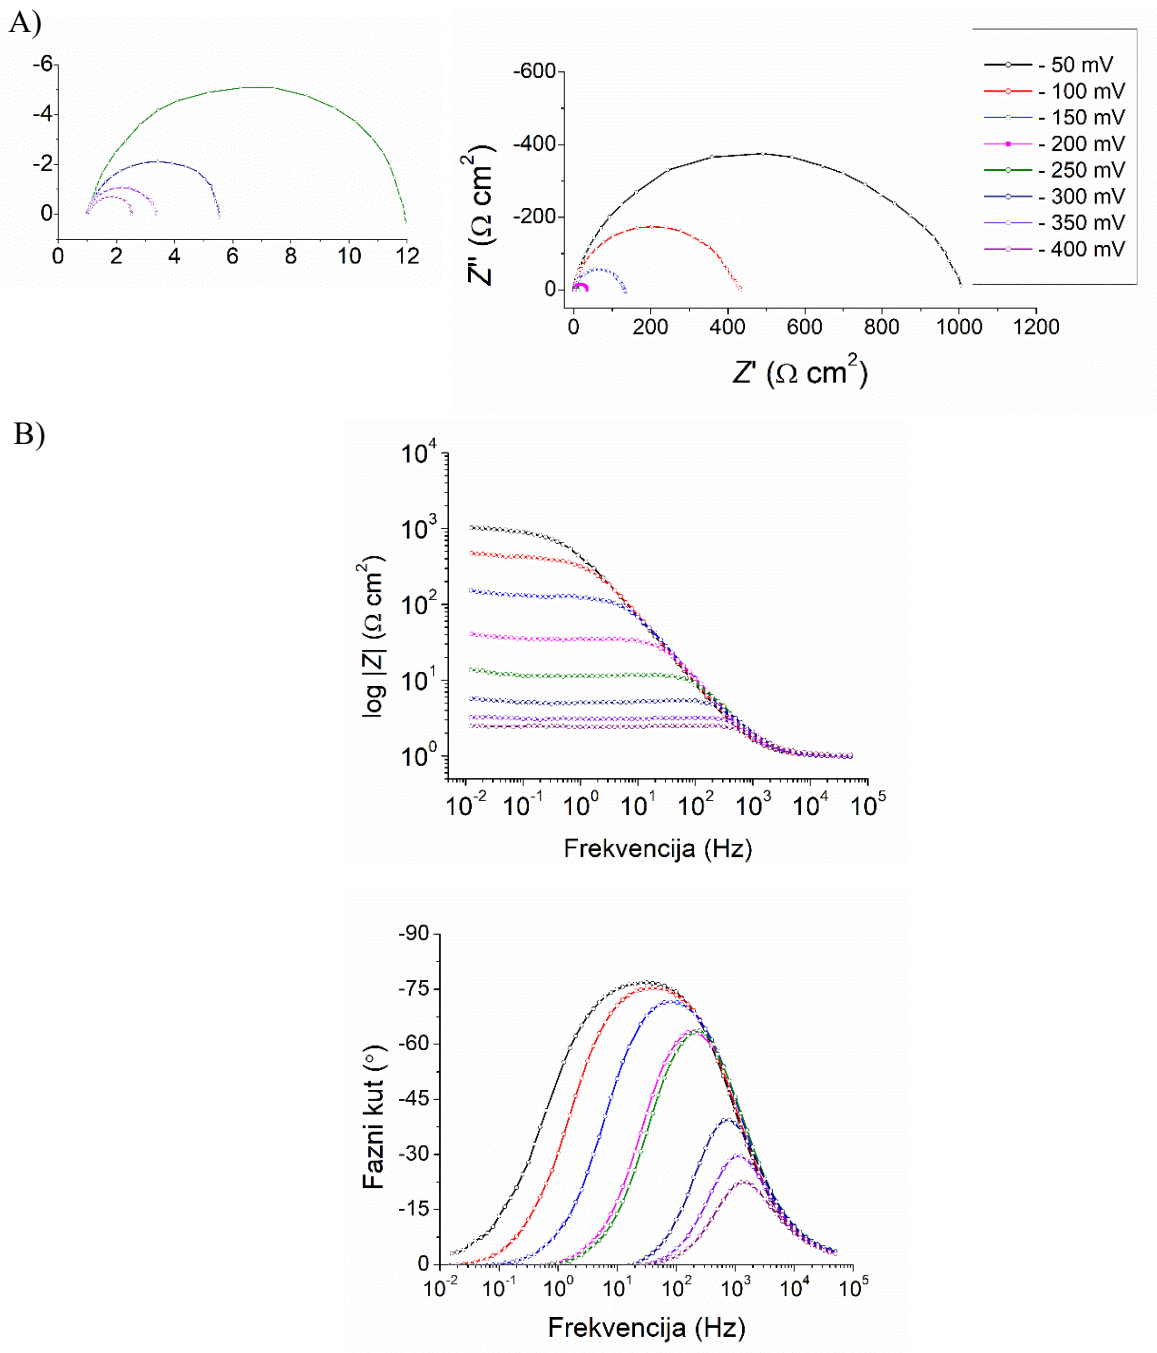 A)
-6
-4
-2
0
0 2 4 6 8 10 12
-600
-400
-200
0
0 200 400 600 800 1000 1200
Z'' (Ω cm²)
Z' (Ω cm²)
- 50 mV
- 100 mV
- 150 mV
- 200 mV
- 250 mV
- 300 mV
- 350 mV
- 400 mV
B)
10⁴
10³
10²
10¹
10⁰
log |Z| (Ω cm²)
10⁻² 10⁻¹ 10⁰ 10¹ 10² 10³ 10⁴ 10⁵
Frekvencija (Hz)
-90
-75
-60
-45
-30
-15
0
Fazni kut (°)
10⁻² 10⁻¹ 10⁰ 10¹ 10² 10³ 10⁴ 10⁵
Frekvencija (Hz)